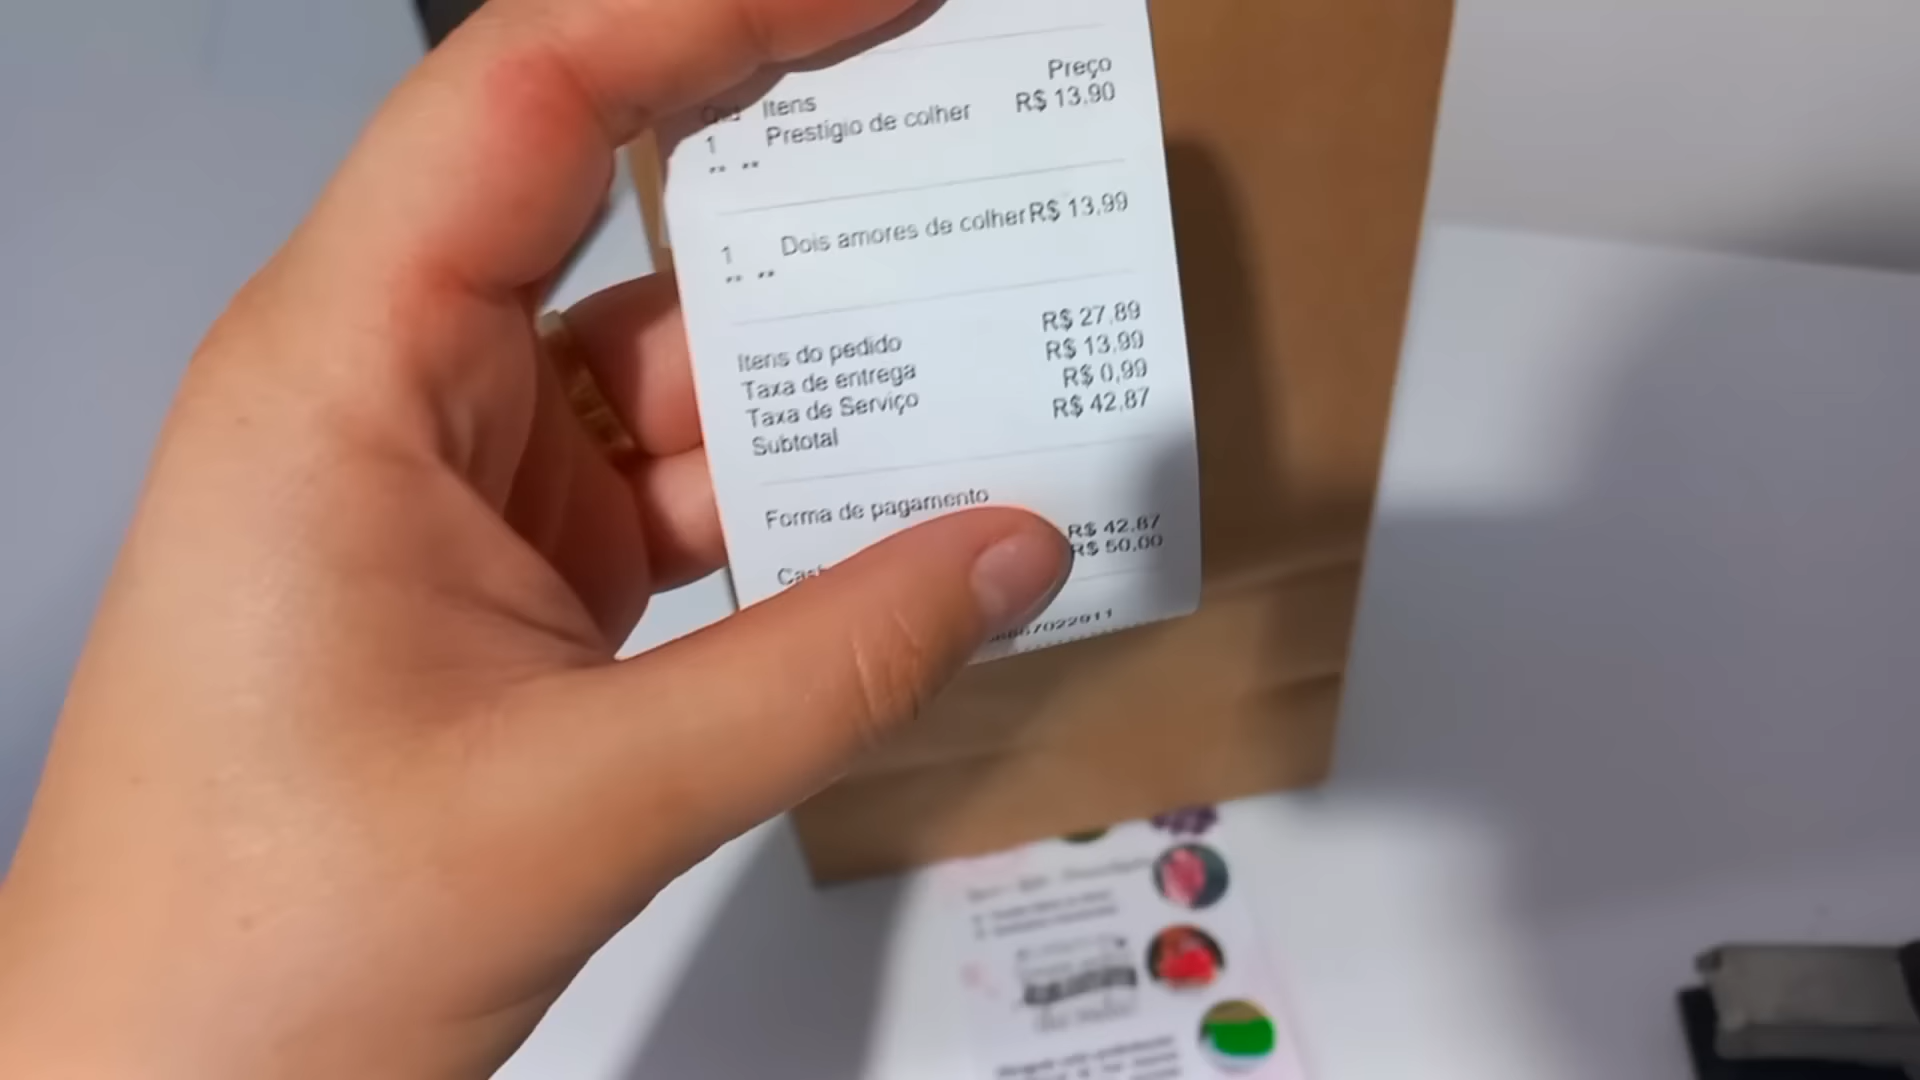 Preço
Qtd Itens
1 Prestígio de colher R$ 13,90
-- --
1 Dois amores de colher R$ 13,99
-- --
Itens do pedido R$ 27,89
Taxa de entrega R$ 13,99
Taxa de Serviço R$ 0,99
Subtotal R$ 42,87
Forma de pagamento
R$ 42,87
R$ 50,00
67022911